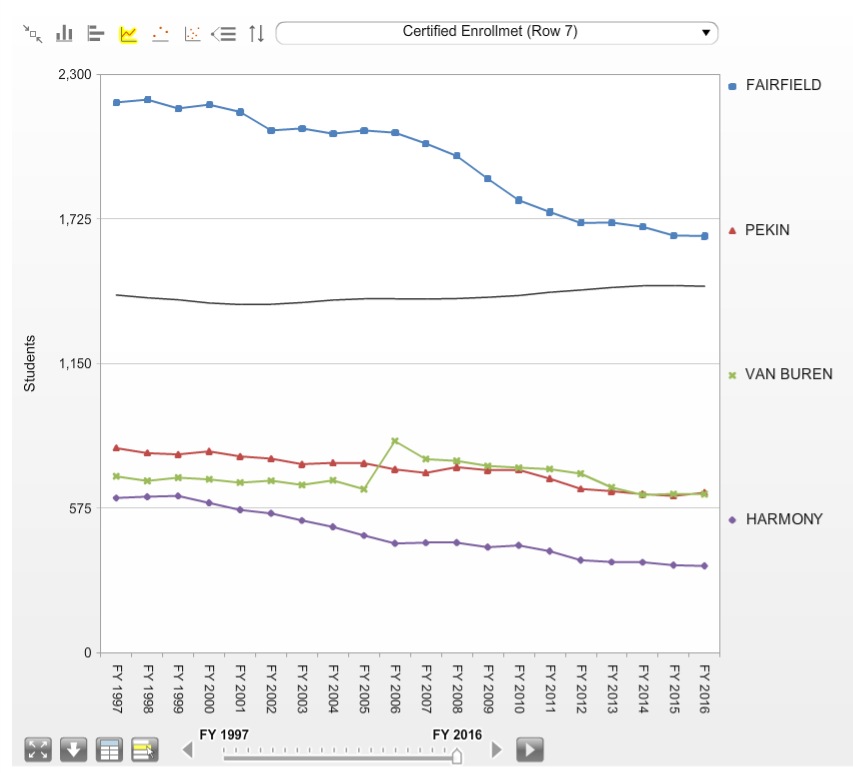 Certified Enrollmet (Row 7)
2,300
1,725
1,150
575
0
Students
FAIRFIELD
PEKIN
VAN BUREN
HARMONY
FY 1997
FY 1998
FY 1999
FY 2000
FY 2001
FY 2002
FY 2003
FY 2004
FY 2005
FY 2006
FY 2007
FY 2008
FY 2009
FY 2010
FY 2011
FY 2012
FY 2013
FY 2014
FY 2015
FY 2016
FY 1997 FY 2016